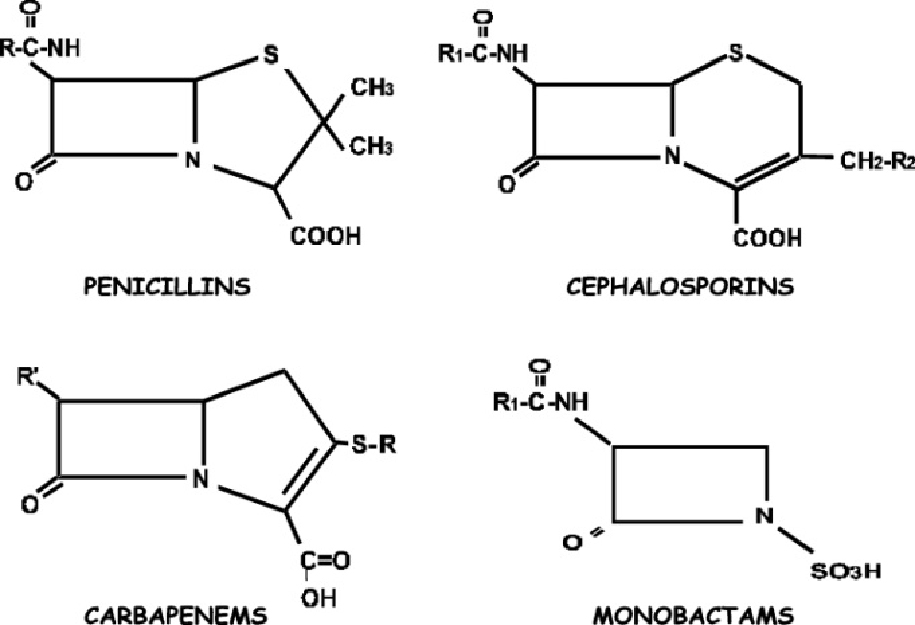 O
R-C-NH
S
CH3
CH3
N
O
COOH
PENICILLINS
O
R1-C-NH
S
N
O
CH2-R2
COOH
CEPHALOSPORINS
R'
S-R
N
O
C=O
OH
CARBAPENEMS
O
R1-C-NH
N
O
SO3H
MONOBACTAMS